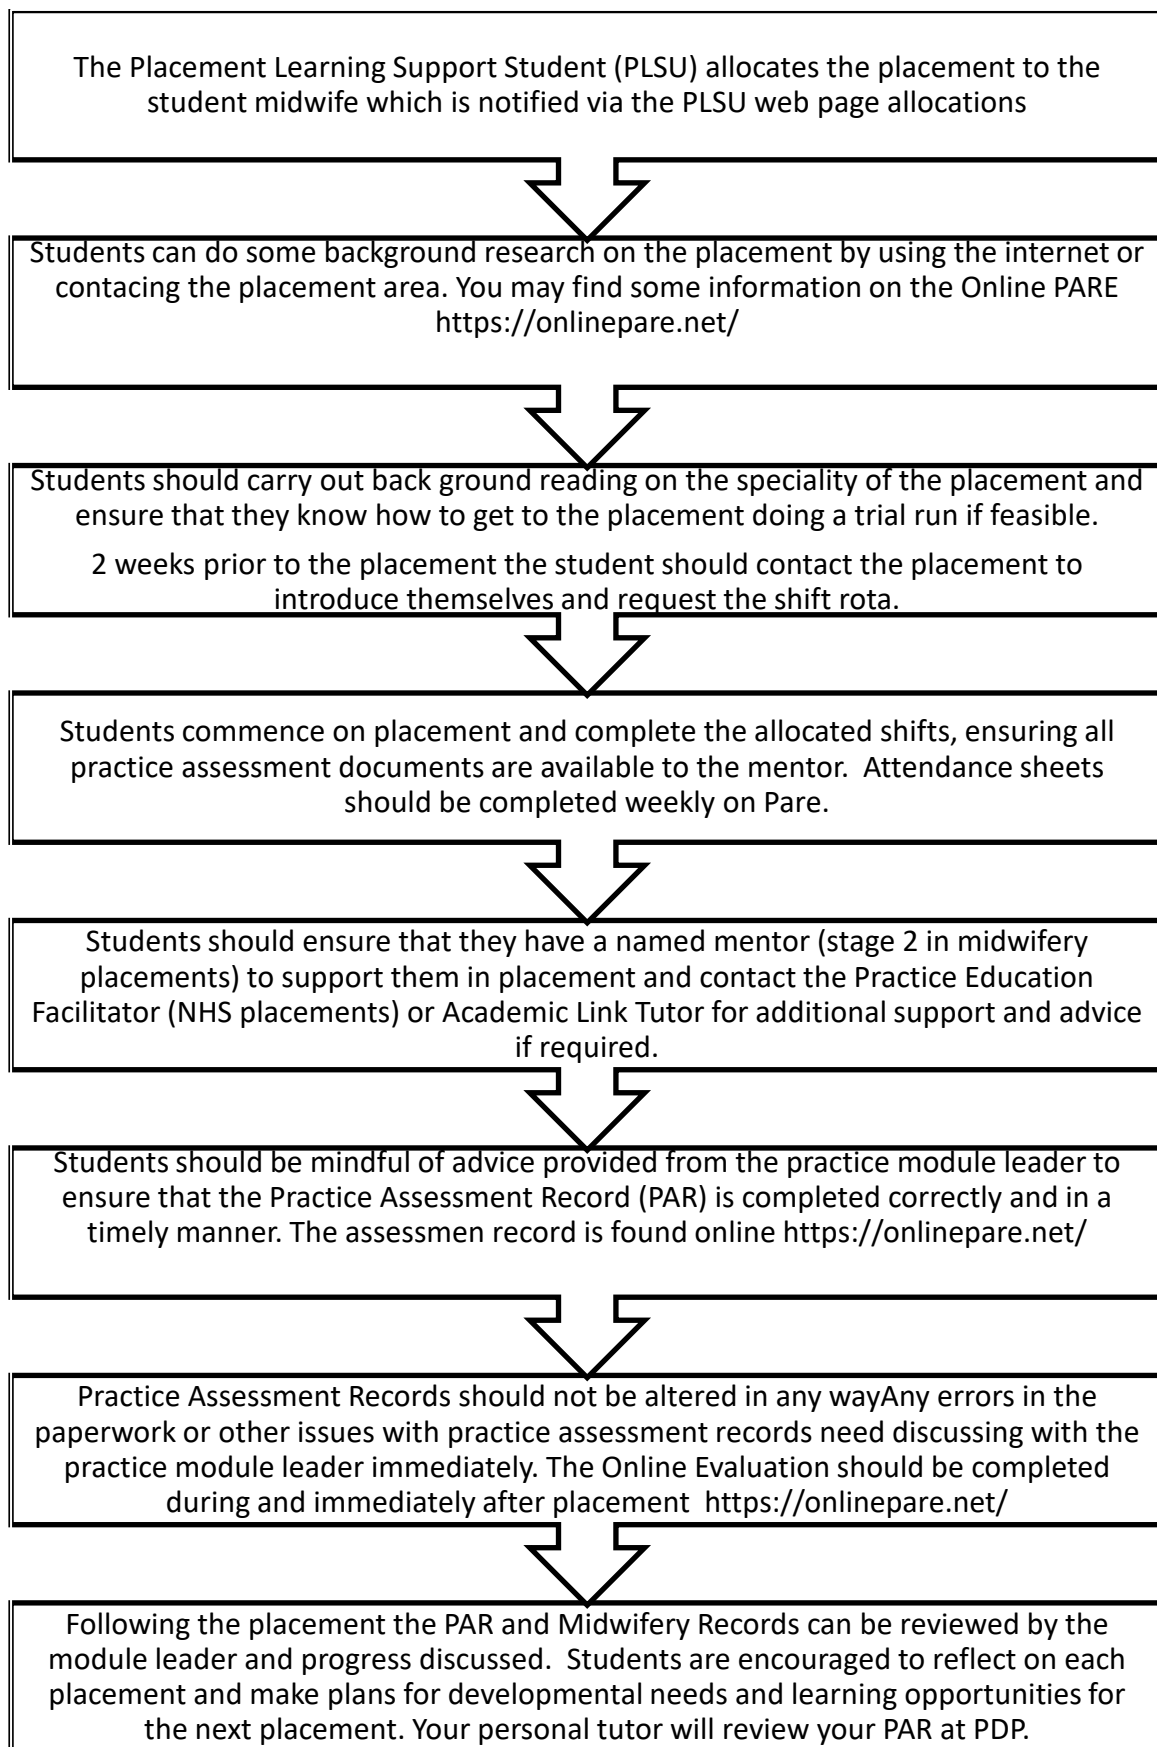 The Placement Learning Support Student (PLSU) allocates the placement to the
student midwife which is notified via the PLSU web page allocations
Students can do some background research on the placement by using the internet or
contacing the placement area. You may find some information on the Online PARE
https://onlinepare.net/
Students should carry out back ground reading on the speciality of the placement and
ensure that they know how to get to the placement doing a trial run if feasible.
2 weeks prior to the placement the student should contact the placement to
introduce themselves and request the shift rota.
Students commence on placement and complete the allocated shifts, ensuring all
practice assessment documents are available to the mentor.  Attendance sheets
should be completed weekly on Pare.
Students should ensure that they have a named mentor (stage 2 in midwifery
placements) to support them in placement and contact the Practice Education
Facilitator (NHS placements) or Academic Link Tutor for additional support and advice
if required.
Students should be mindful of advice provided from the practice module leader to
ensure that the Practice Assessment Record (PAR) is completed correctly and in a
timely manner. The assessmen record is found online https://onlinepare.net/
Practice Assessment Records should not be altered in any wayAny errors in the
paperwork or other issues with practice assessment records need discussing with the
practice module leader immediately. The Online Evaluation should be completed
during and immediately after placement  https://onlinepare.net/
Following the placement the PAR and Midwifery Records can be reviewed by the
module leader and progress discussed.  Students are encouraged to reflect on each
placement and make plans for developmental needs and learning opportunities for
the next placement. Your personal tutor will review your PAR at PDP.